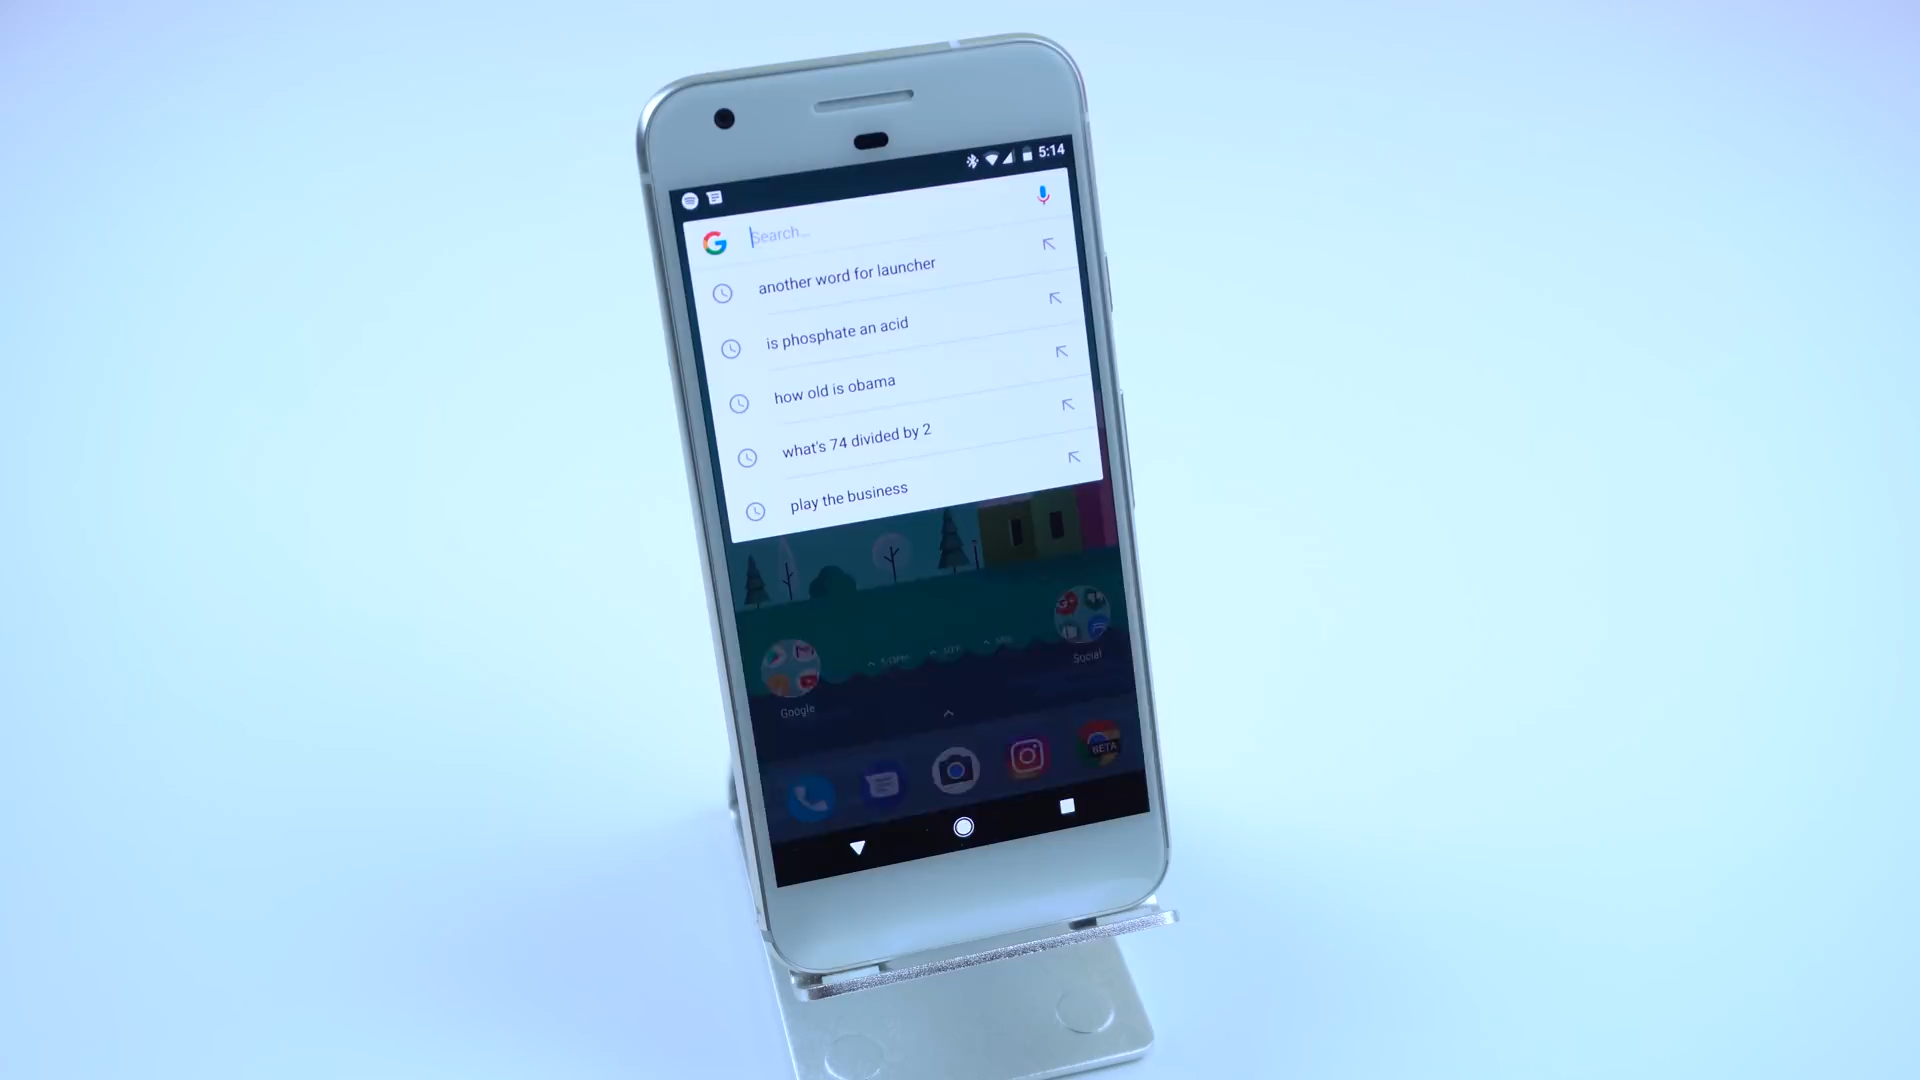 5:14
Search...
another word for launcher
is phosphate an acid
how old is obama
what's 74 divided by 2
play the business
Social
Google
BETA